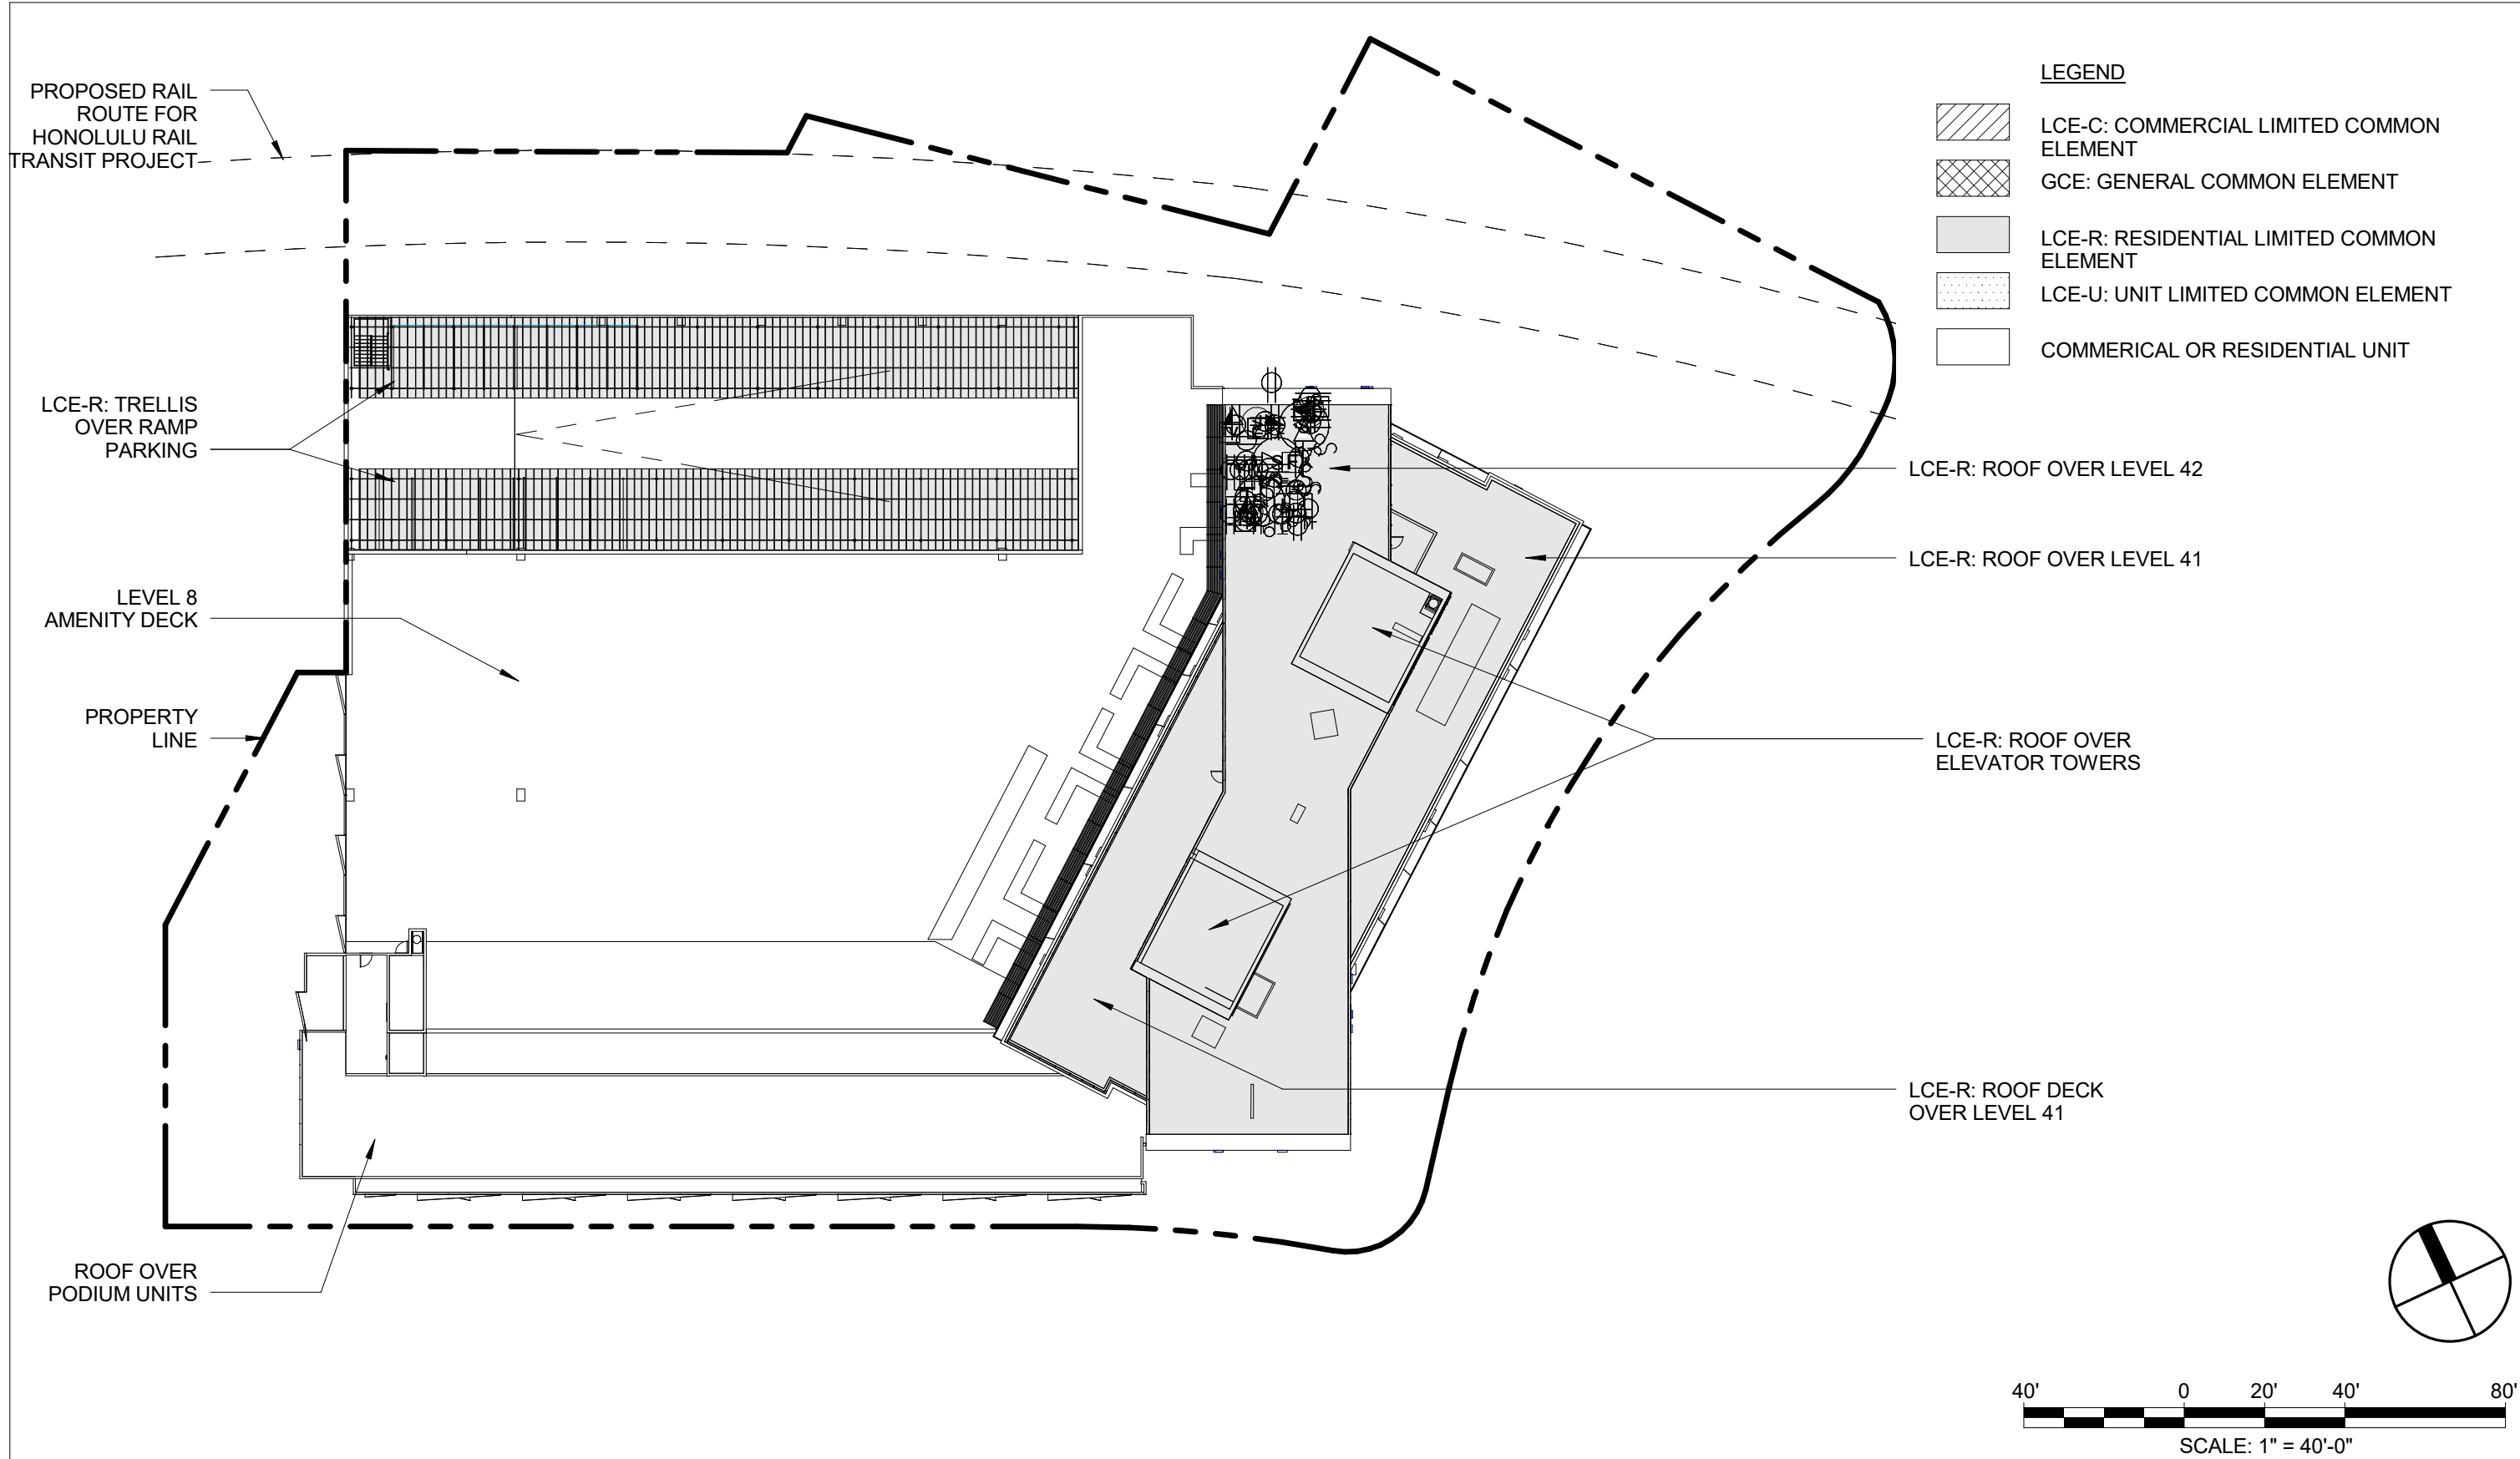 PROPOSED RAIL
ROUTE FOR
HONOLULU RAIL
TRANSIT PROJECT
LCE-R: TRELLIS
OVER RAMP
PARKING
LEVEL 8
AMENITY DECK
PROPERTY
LINE
ROOF OVER
PODIUM UNITS
LEGEND
LCE-C: COMMERCIAL LIMITED COMMON
ELEMENT
GCE: GENERAL COMMON ELEMENT
LCE-R: RESIDENTIAL LIMITED COMMON
ELEMENT
LCE-U: UNIT LIMITED COMMON ELEMENT
COMMERICAL OR RESIDENTIAL UNIT
LCE-R: ROOF OVER LEVEL 42
LCE-R: ROOF OVER LEVEL 41
LCE-R: ROOF OVER
ELEVATOR TOWERS
LCE-R: ROOF DECK
OVER LEVEL 41
40' 0 20' 40' 80'
SCALE: 1" = 40'-0"